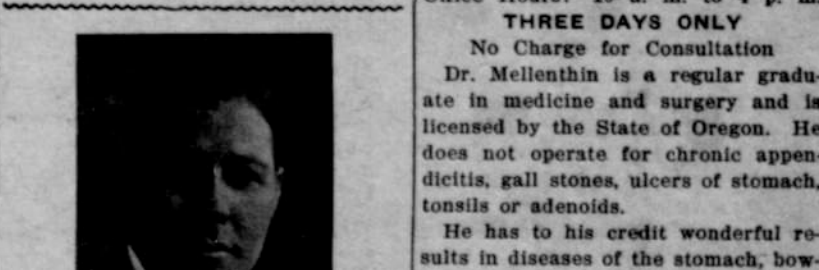 THREE DAYS ONLY
No Charge for Consultation
Dr. Mellenthin is a regular gradu-
ate in medicine and surgery and is
licensed by the State of Oregon. He
does not operate for chronic appen-
dicitis, gall stones, ulcers of stomach,
tonsils or adenoids.
He has to his credit wonderful re-
sults in diseases of the stomach, bow-